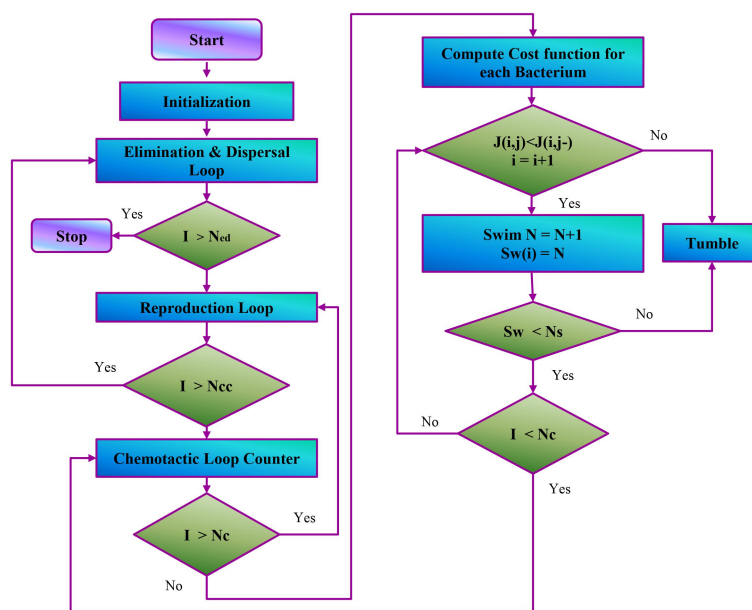 Start
Initialization
Elimination & Dispersal
Loop
Yes
Stop
I > Ned
Reproduction Loop
Yes
I > Ncc
Chemotactic Loop Counter
Yes
I > Nc
No
Compute Cost function for
each Bacterium
J(i,j)<J(i,j-)
i = i+1
No
Yes
Swim N = N+1
Sw(i) = N
Tumble
No
Sw < Ns
Yes
No
I < Nc
Yes